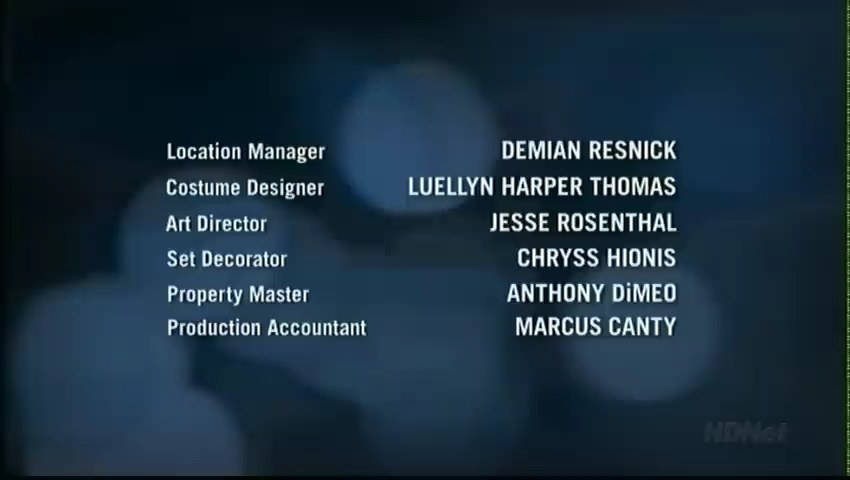 Location Manager DEMIAN RESNICK
Costume Designer LUELLYN HARPER THOMAS
Art Director JESSE ROSENTHAL
Set Decorator CHRYSS HIONIS
Property Master ANTHONY DiMEO
Production Accountant MARCUS CANTY
HDNet